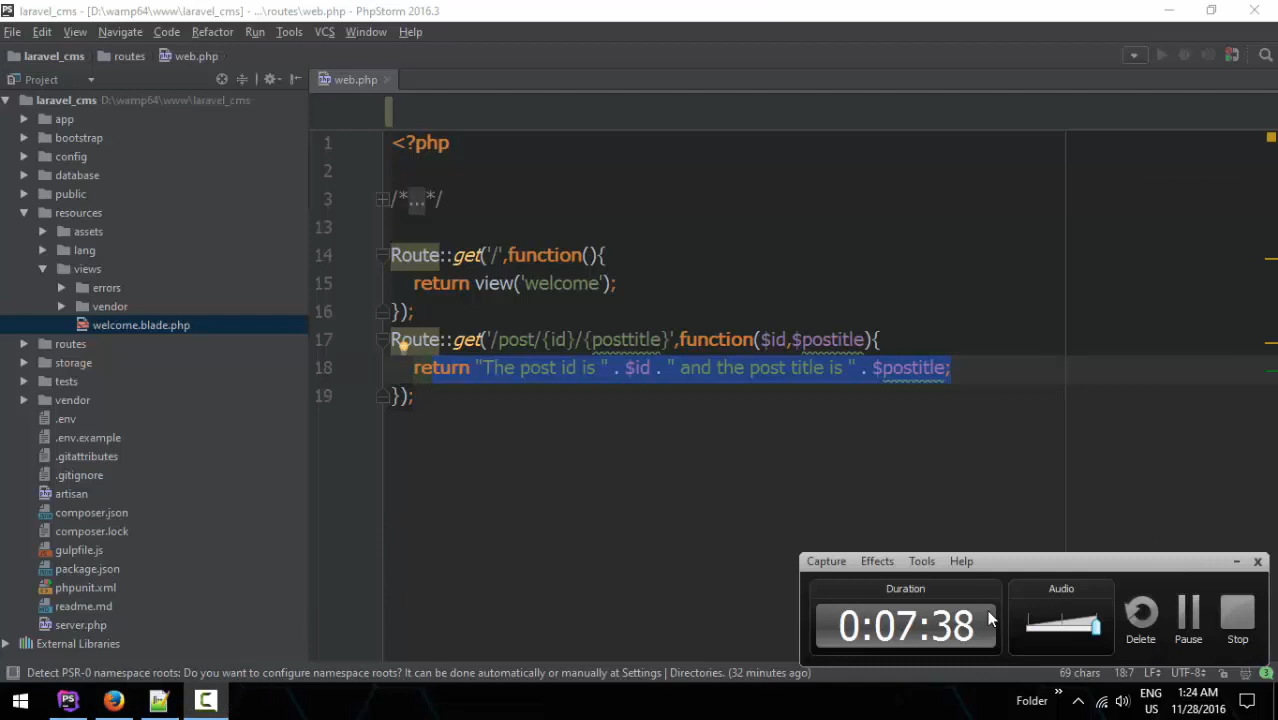 laravel_cms - [D:\wamp64\www\laravel_cms] - ...\routes\web.php - PhpStorm 2016.3
File Edit View Navigate Code Refactor Run Tools VCS Window Help
laravel_cms routes web.php
Project
web.php
laravel_cms D:\wamp64\www\laravel_cms
app
bootstrap
config
database
public
resources
assets
lang
views
errors
vendor
welcome.blade.php
routes
storage
tests
vendor
.env
.env.example
.gitattributes
.gitignore
artisan
composer.json
composer.lock
gulpfile.js
package.json
phpunit.xml
readme.md
server.php
External Libraries
1 <?php
2
3 /*...*/
13
14 Route::get('/',function(){
15 return view('welcome');
16 });
17 Route::get('/post/{id}/{posttitle}',function($id,$postitle){
18 return "The post id is " . $id . " and the post title is " . $postitle;
19 });
Capture Effects Tools Help
Duration Audio
0:07:38
Delete Pause Stop
Detect PSR-0 namespace roots: Do you want to configure namespace roots? It can be done automatically or manually at Settings | Directories. (32 minutes ago) 69 chars 18:7 LF÷ UTF-8÷ 3
Folder ENG 1:24 AM
US 11/28/2016